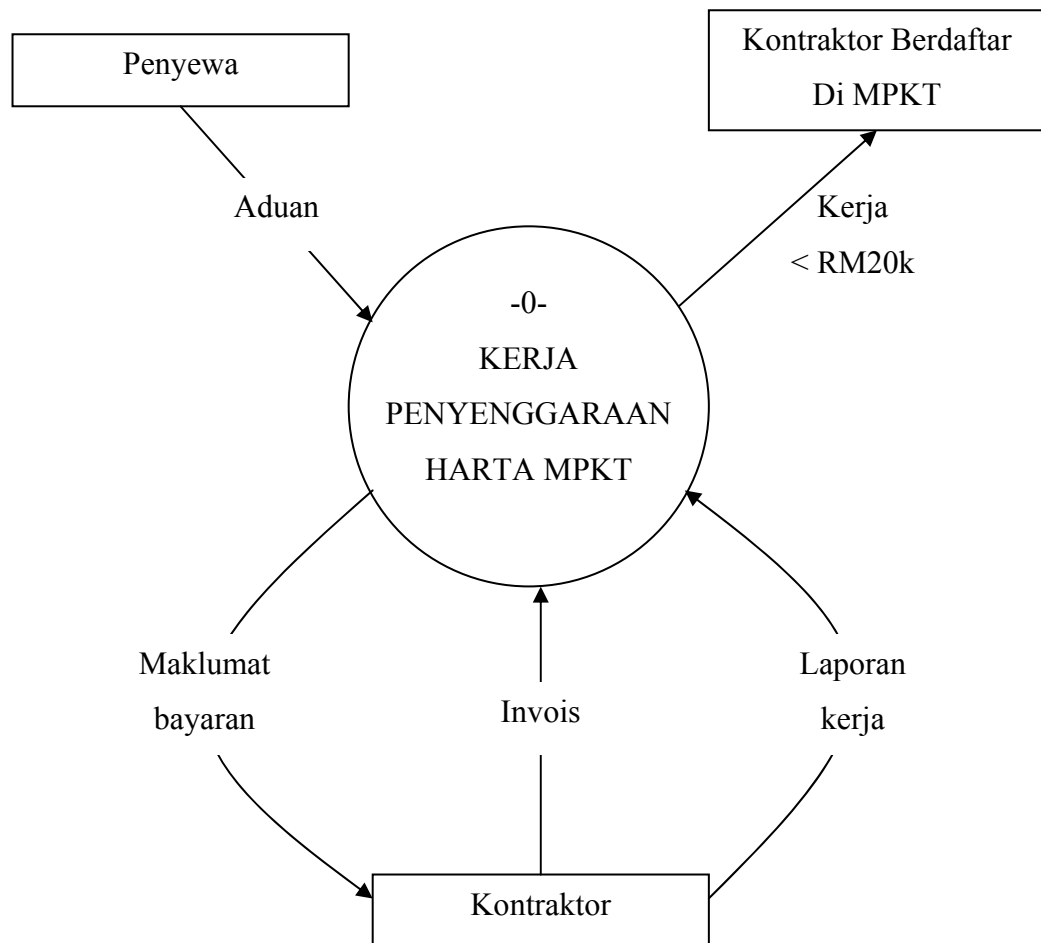 Penyewa
Kontraktor Berdaftar
Di MPKT
Aduan
Kerja
< RM20k
-0-
KERJA
PENYENGGARAAN
HARTA MPKT
Maklumat
bayaran
Invois
Laporan
kerja
Kontraktor